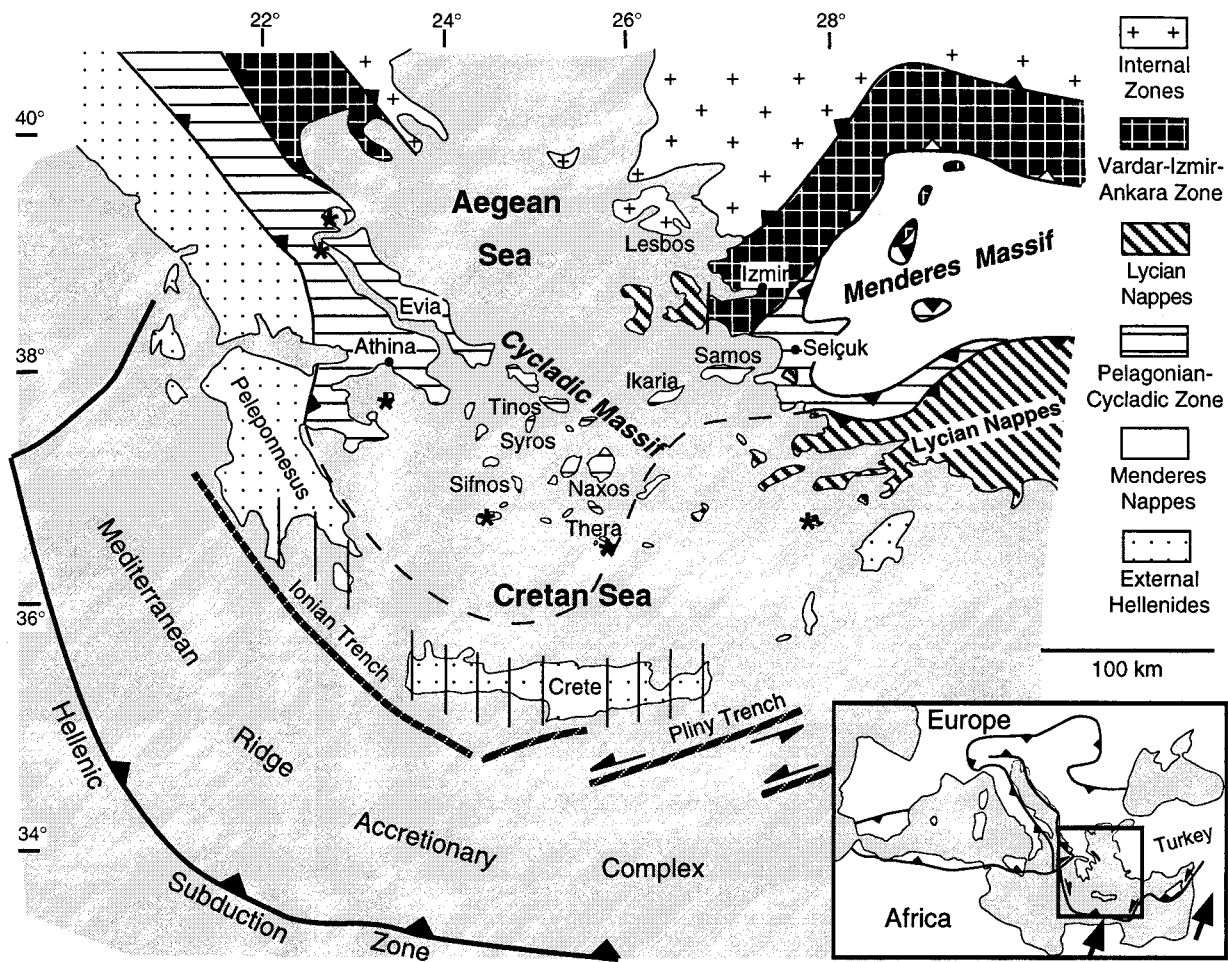 22°
24°
26°
28°
40°
38°
36°
34°
Aegean
Sea
Lesbos
Izmir
Menderes Massif
Evia
Athina
Cycladic Massif
Samos
Selçuk
Ikaria
Tinos
Syros
Sifnos
Naxos
Thera
Lycian Nappes
Peleponnesus
Cretan Sea
Ionian Trench
Crete
Pliny Trench
Mediterranean
Ridge
Accretionary
Complex
Hellenic
Subduction
Zone
Internal
Zones
Vardar-Izmir-
Ankara Zone
Lycian
Nappes
Pelagonian-
Cycladic Zone
Menderes
Nappes
External
Hellenides
100 km
Europe
Turkey
Africa